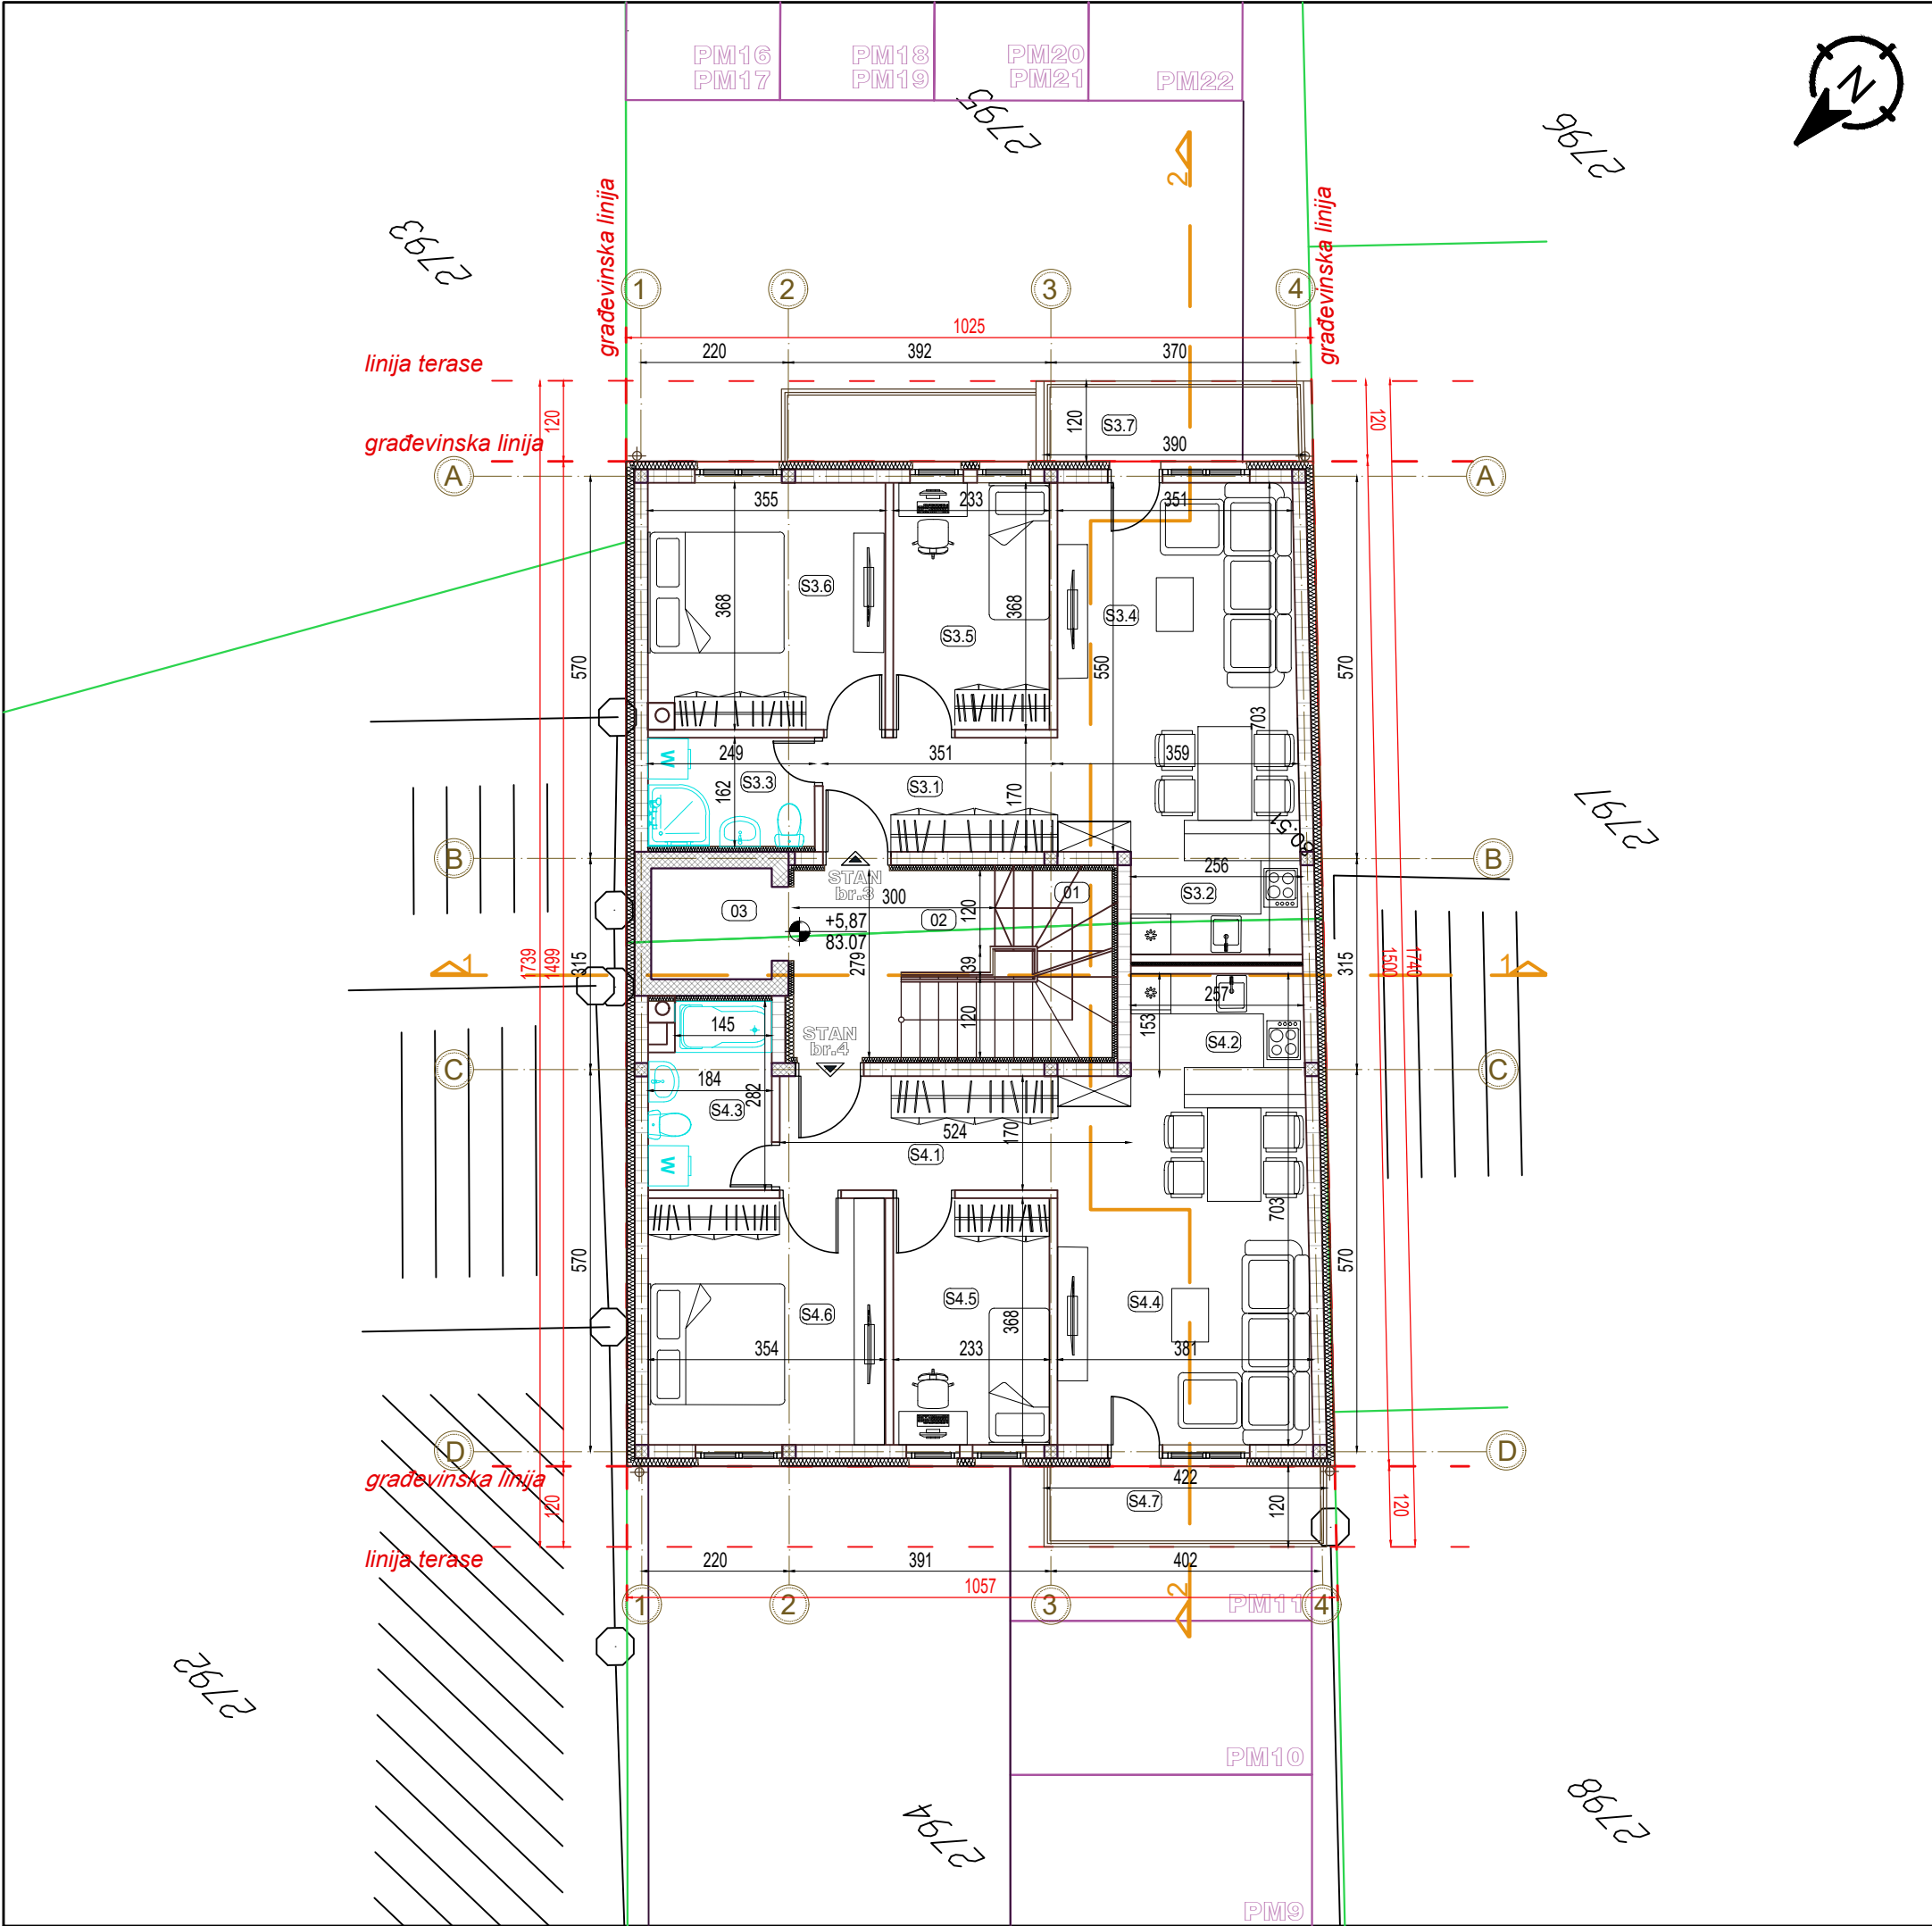 PM16
PM17
PM18
PM19
PM20
PM21
PM22
N
2795
2796
2793
2
građevinska linija
građevinska linija
1
2
3
4
1025
220
392
370
linija terase
120
120
120
S3.7
390
građevinska linija
A
A
355
233
351
S3.6
368
368
S3.4
S3.5
570
550
570
703
249
351
359
W
162
S3.3
S3.1
170
2797
80.51
B
B
STAN
br.3
256
S3.2
03
300
02
120
01
+5,87
83.07
279
39
1739
1499
315
315
1500
1740
1
1
257
145
STAN
br.4
120
153
S4.2
C
C
184
282
S4.3
524
170
S4.1
W
703
570
570
S4.6
S4.5
S4.4
368
354
233
381
D
D
građevinska linija
120
422
S4.7
120
120
linija terase
220
391
402
1057
1
2
3
2
4
PM11
2792
PM10
2794
2798
PM9